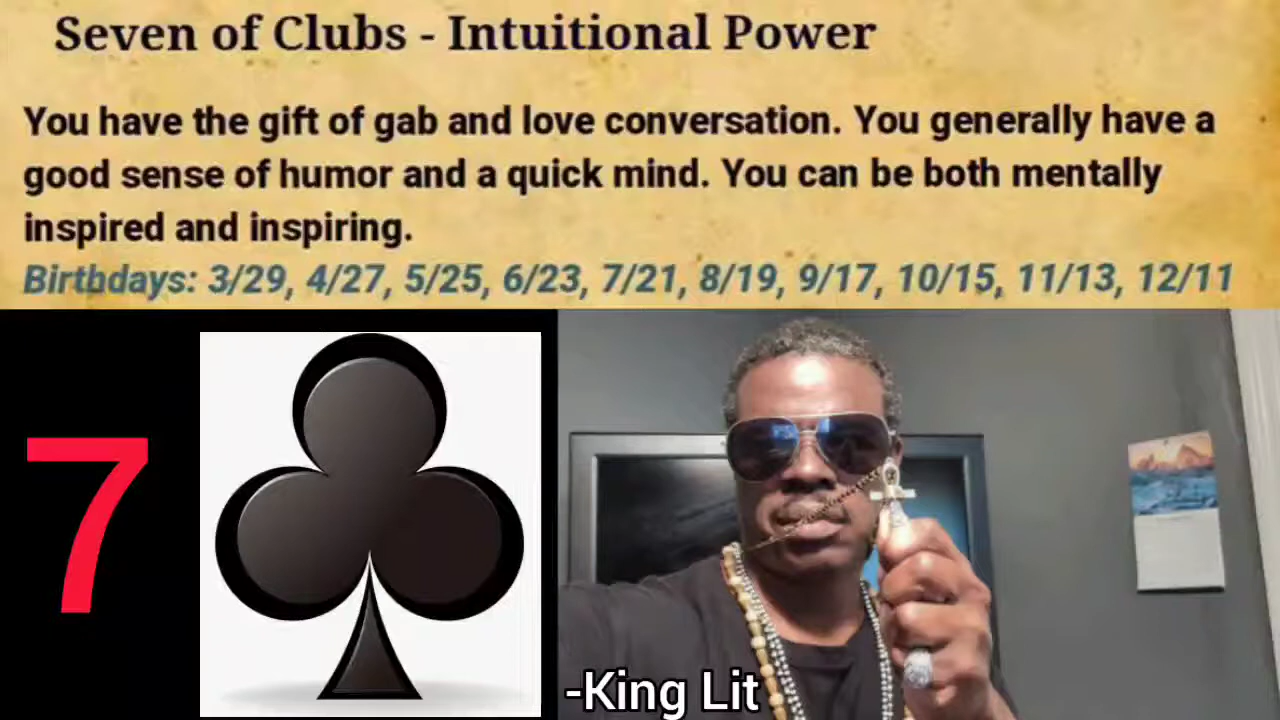 Seven of Clubs - Intuitional Power
You have the gift of gab and love conversation. You generally have a
good sense of humor and a quick mind. You can be both mentally
inspired and inspiring.
Birthdays: 3/29, 4/27, 5/25, 6/23, 7/21, 8/19, 9/17, 10/15, 11/13, 12/11
7
-King Lit